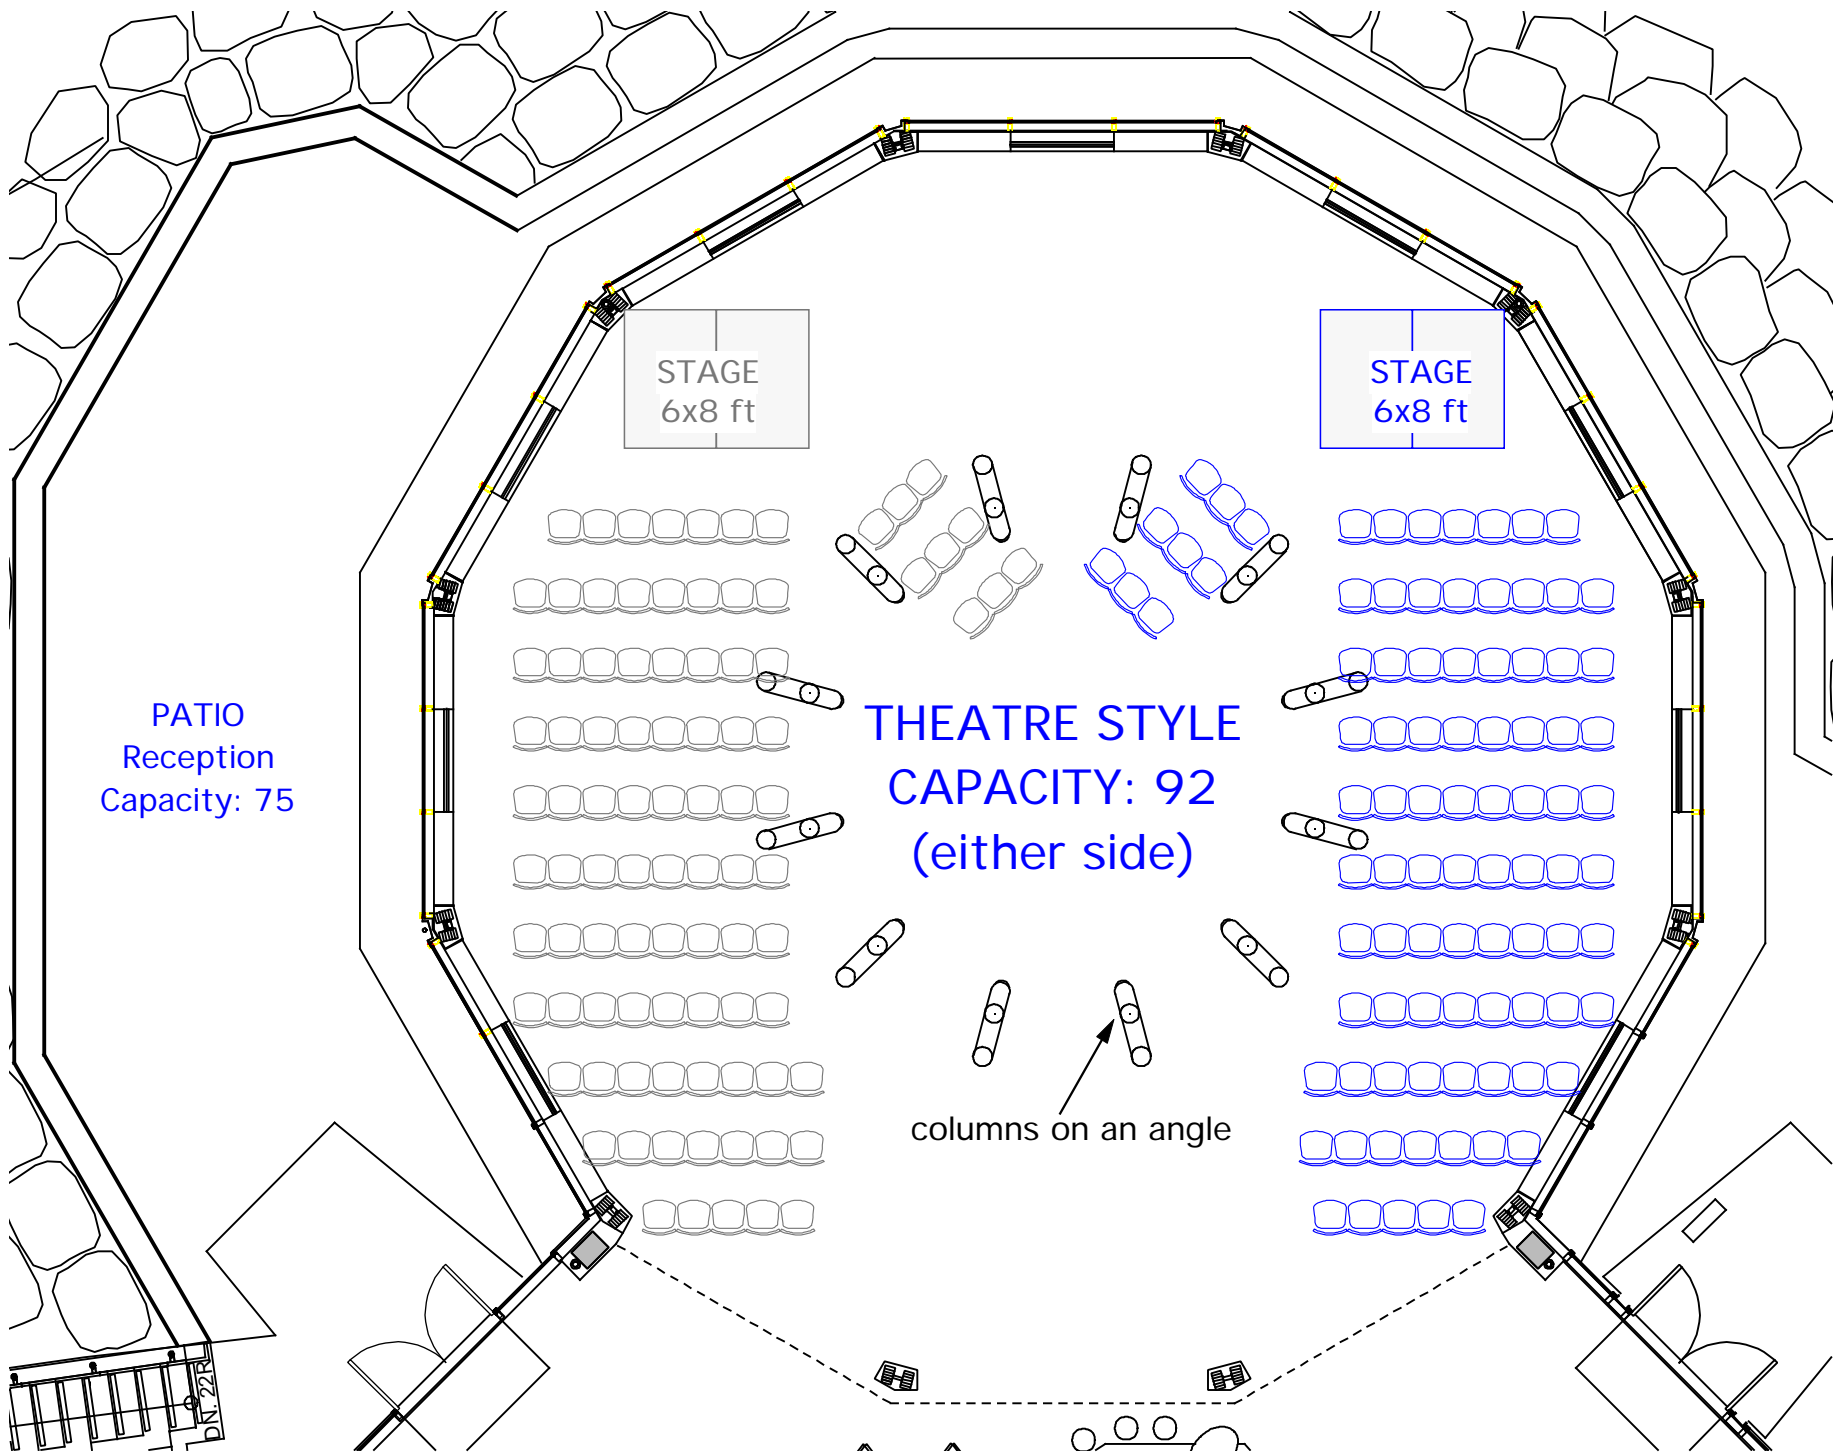 STAGE
6x8 ft
STAGE
6x8 ft
PATIO
Reception
Capacity: 75
THEATRE STYLE
CAPACITY: 92
(either side)
columns on an angle
DN. 22R